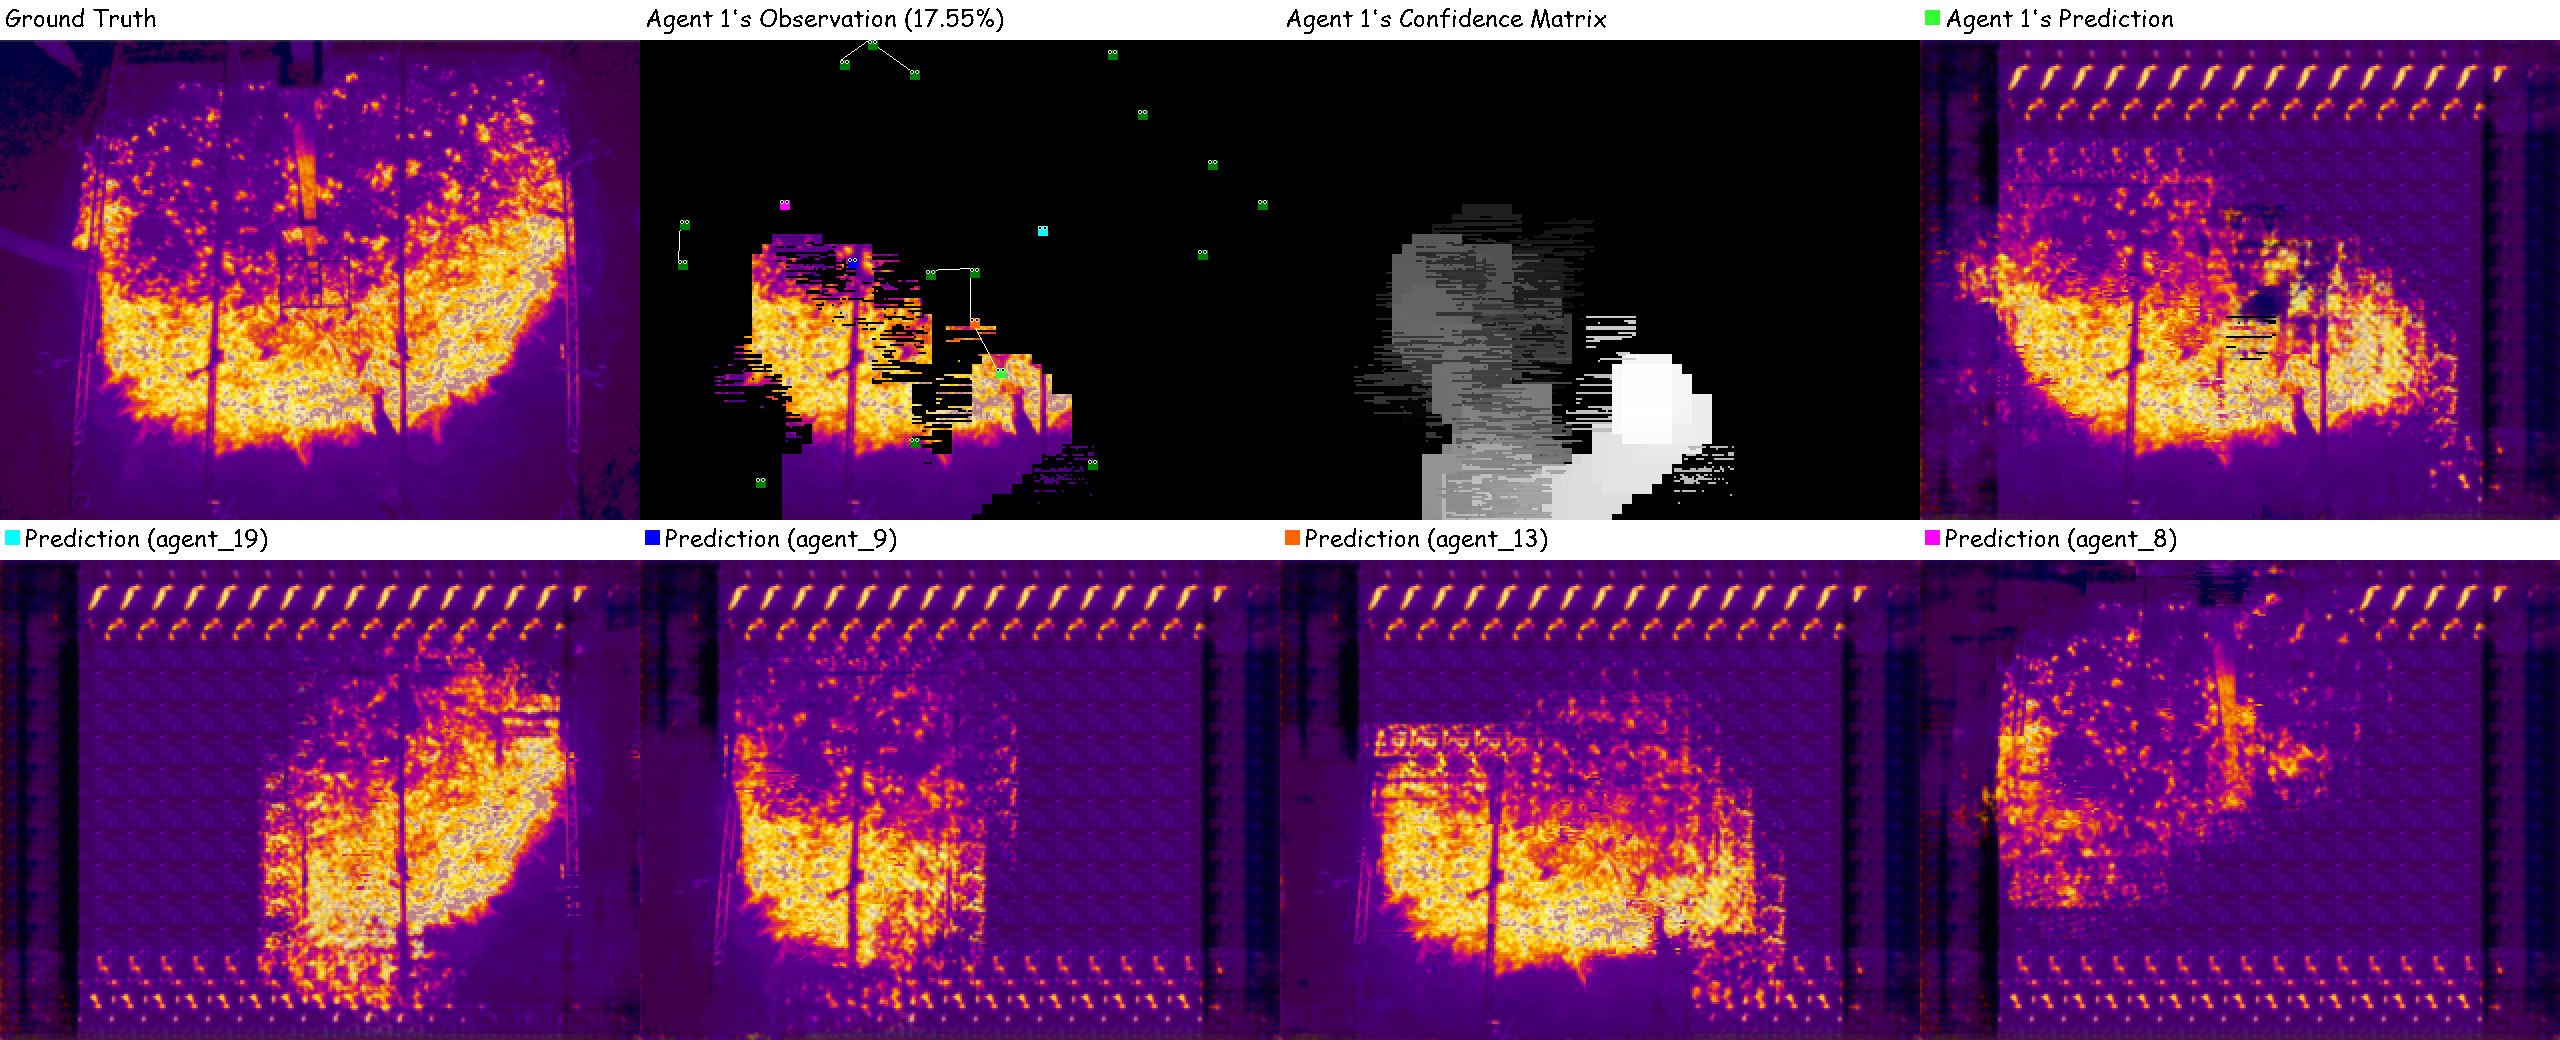 Ground Truth
Agent 1's Observation (17.55%)
Agent 1's Confidence Matrix
Agent 1's Prediction
Prediction (agent_19)
Prediction (agent_9)
Prediction (agent_13)
Prediction (agent_8)